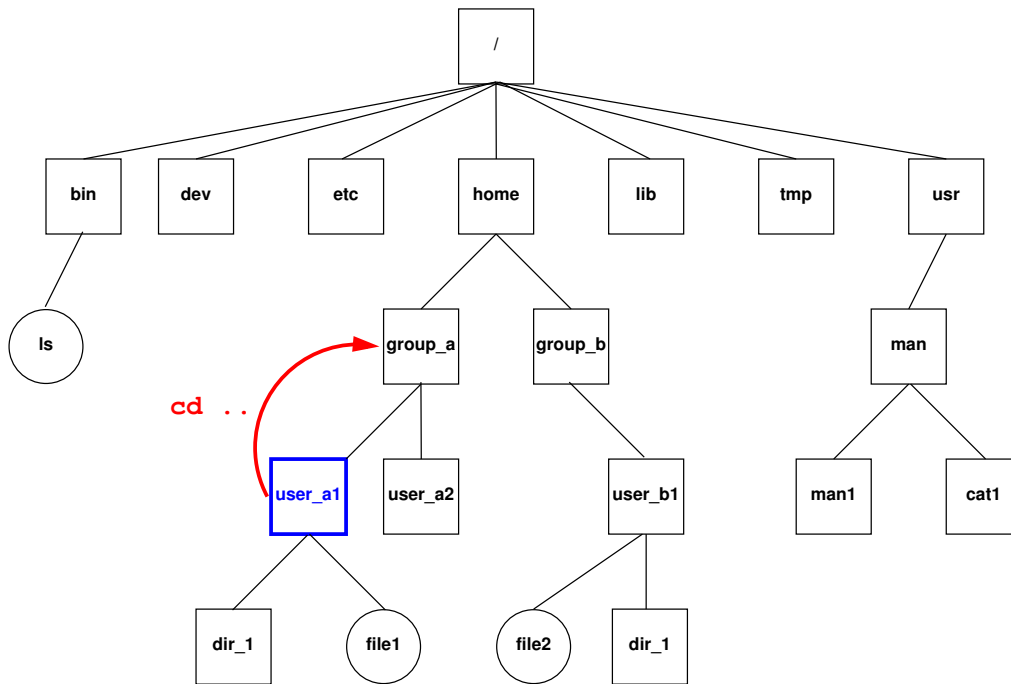 /
bin
dev
etc
home
lib
tmp
usr
ls
group_a
group_b
man
cd ..
user_a1
user_a2
user_b1
man1
cat1
dir_1
file1
file2
dir_1